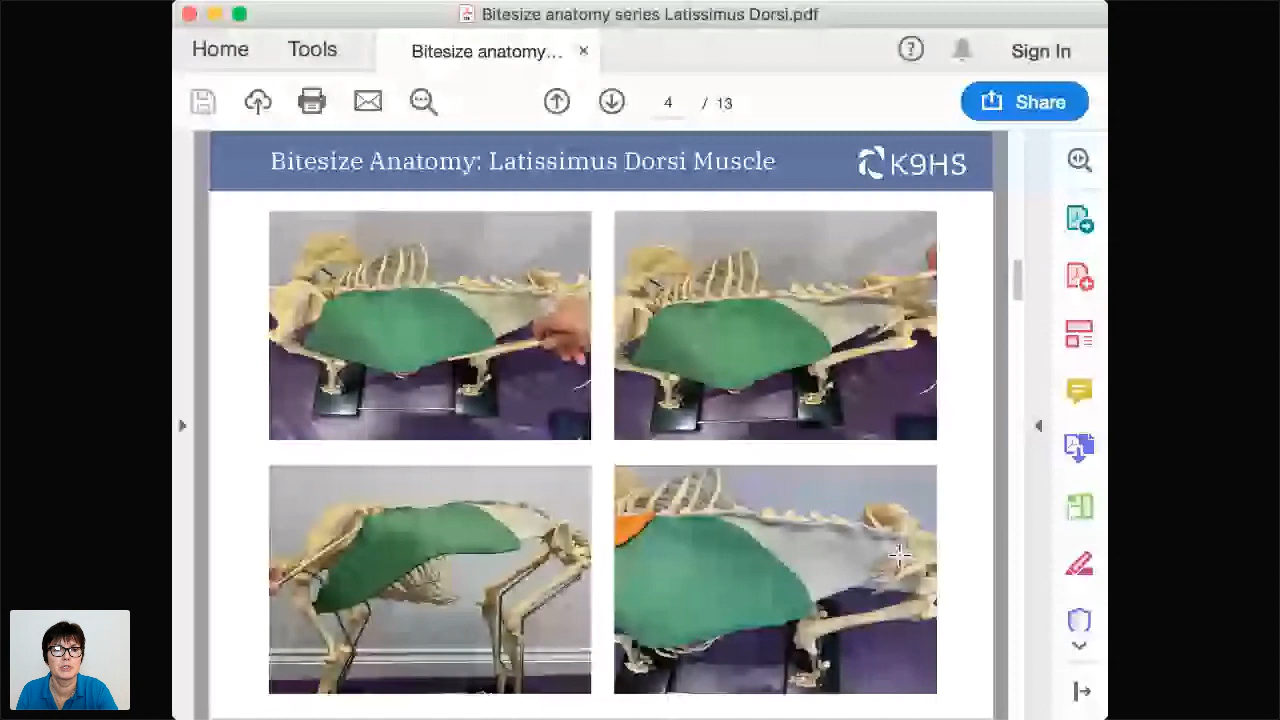 Bitesize anatomy series Latissimus Dorsi.pdf
Home
Tools
Bitesize anatomy...
Sign In
4 / 13
Share
Bitesize Anatomy: Latissimus Dorsi Muscle
K9HS